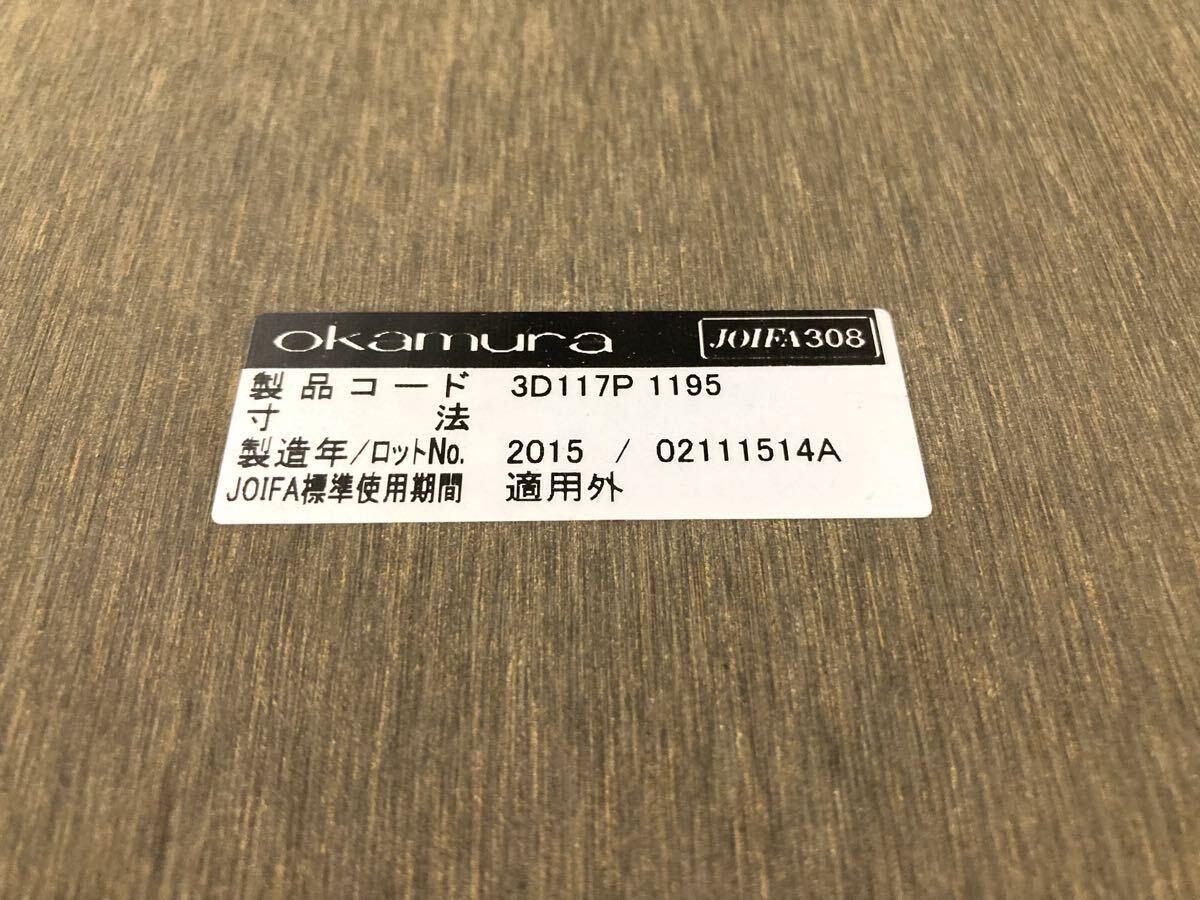 okamura JOIFA308
製品コード 3D117P 1195
寸法
製造年/ロットNo. 2015 / 02111514A
JOIFA標準使用期間 適用外